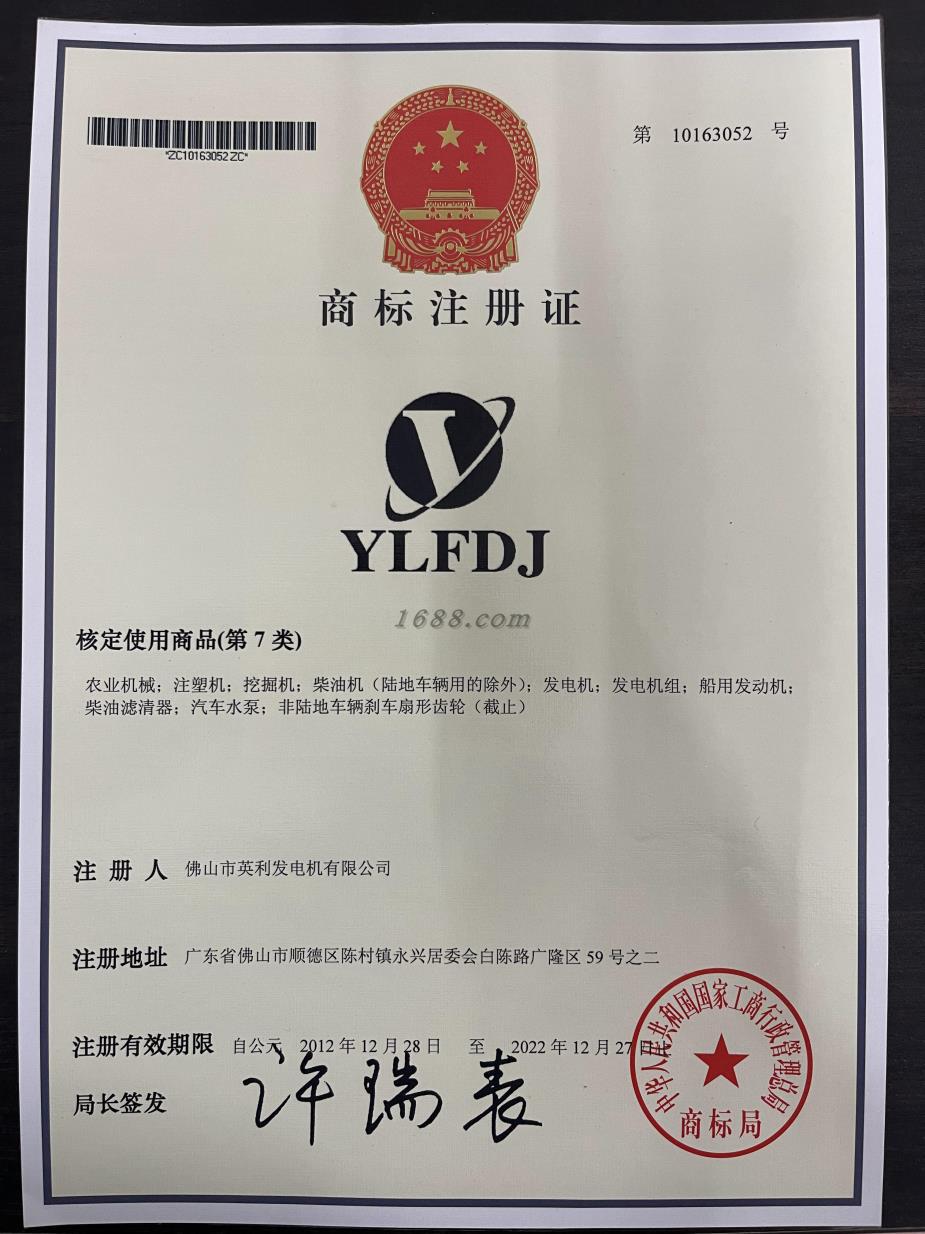 第 10163052 号
*ZC10163052ZC*
商标注册证
YLFDJ
1688.com
核定使用商品(第 7 类)
农业机械；注塑机；挖掘机；柴油机（陆地车辆用的除外）；发电机；发电机组；船用发动机；
柴油滤清器；汽车水泵；非陆地车辆刹车扇形齿轮（截止）
注册人 佛山市英利发电机有限公司
注册地址 广东省佛山市顺德区陈村镇永兴居委会白陈路广隆区 59 号之二
注册有效期限 自公元 2012 年 12 月 28 日 至 2022 年 12 月 27 日止
局长签发 许瑞表
中华人民共和国国家工商行政管理总局
商标局